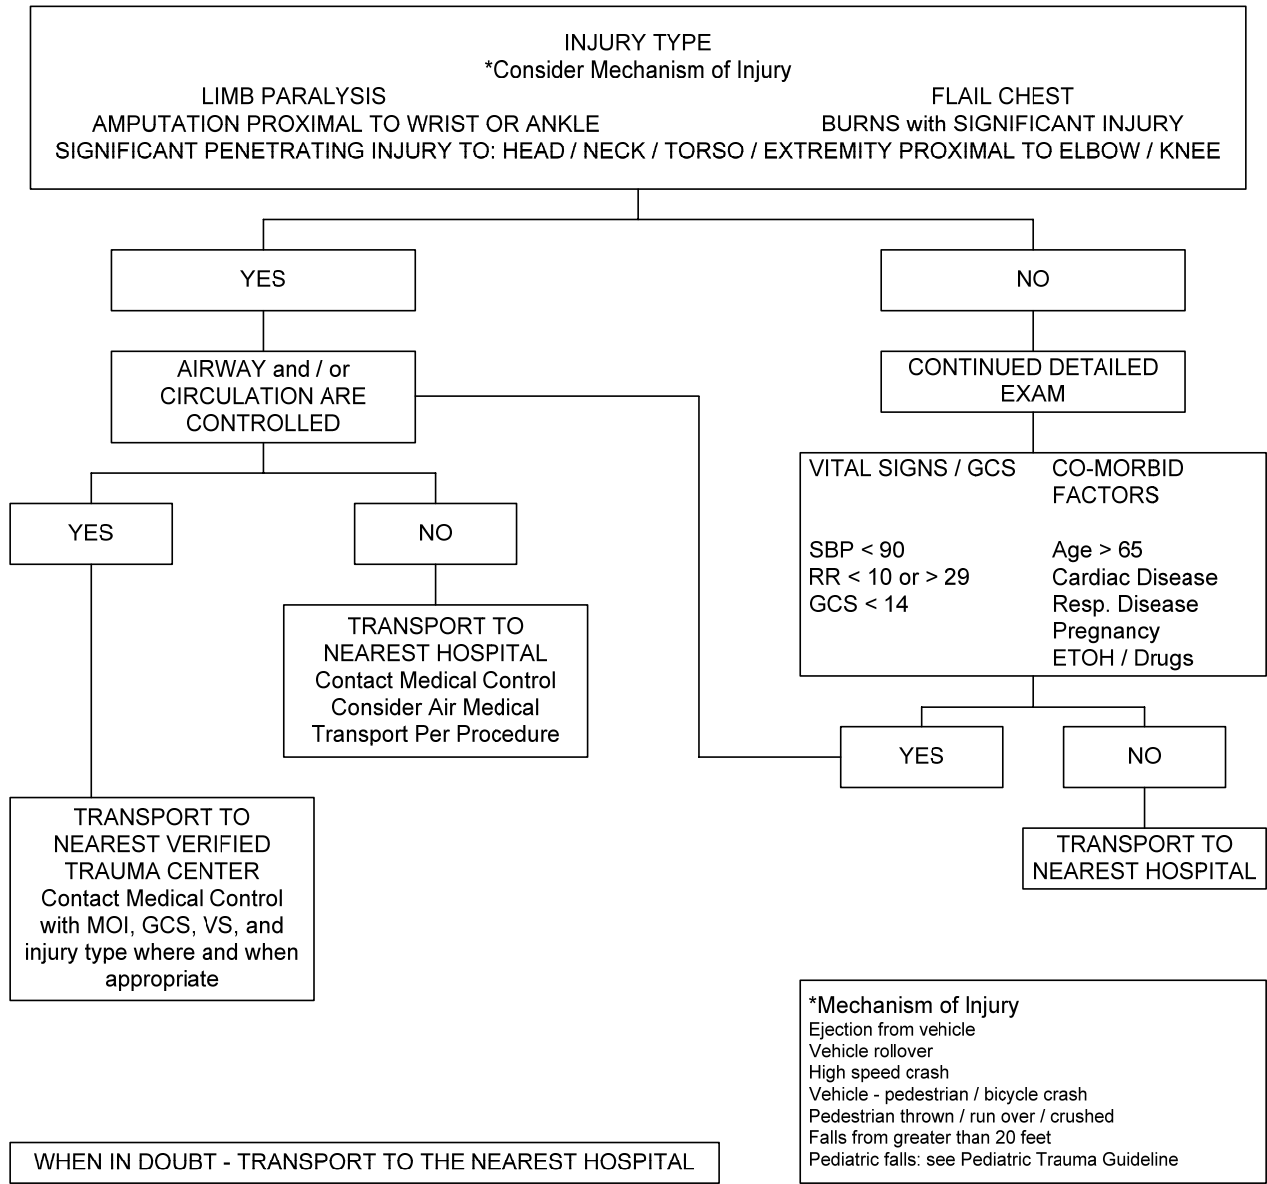 INJURY TYPE
*Consider Mechanism of Injury
LIMB PARALYSIS FLAIL CHEST
AMPUTATION PROXIMAL TO WRIST OR ANKLE BURNS with SIGNIFICANT INJURY
SIGNIFICANT PENETRATING INJURY TO: HEAD / NECK / TORSO / EXTREMITY PROXIMAL TO ELBOW / KNEE
YES
NO
AIRWAY and / or
CIRCULATION ARE
CONTROLLED
CONTINUED DETAILED
EXAM
YES
NO
TRANSPORT TO
NEAREST HOSPITAL
Contact Medical Control
Consider Air Medical
Transport Per Procedure
TRANSPORT TO
NEAREST VERIFIED
TRAUMA CENTER
Contact Medical Control
with MOI, GCS, VS, and
injury type where and when
appropriate
VITAL SIGNS / GCS
SBP < 90
RR < 10 or > 29
GCS < 14
CO-MORBID
FACTORS
Age > 65
Cardiac Disease
Resp. Disease
Pregnancy
ETOH / Drugs
YES
NO
TRANSPORT TO
NEAREST HOSPITAL
*Mechanism of Injury
Ejection from vehicle
Vehicle rollover
High speed crash
Vehicle - pedestrian / bicycle crash
Pedestrian thrown / run over / crushed
Falls from greater than 20 feet
Pediatric falls: see Pediatric Trauma Guideline
WHEN IN DOUBT - TRANSPORT TO THE NEAREST HOSPITAL